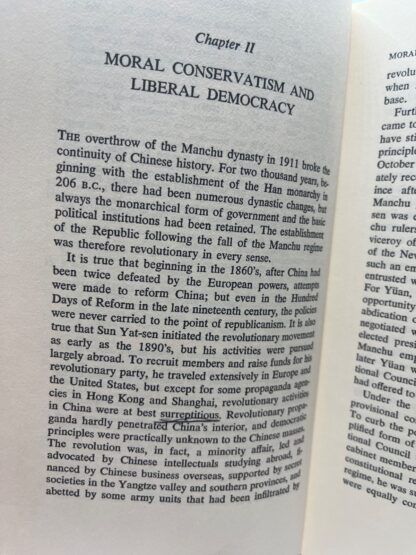 Chapter II
MORAL CONSERVATISM AND
LIBERAL DEMOCRACY
THE overthrow of the Manchu dynasty in 1911 broke the
continuity of Chinese history. For two thousand years, be-
ginning with the establishment of the Han monarchy in
206 B.C., there had been numerous dynastic changes, but
always the monarchical form of government and the basic
political institutions had been retained. The establishment
of the Republic following the fall of the Manchu regime
was therefore revolutionary in every sense.
It is true that beginning in the 1860's, after China had
been twice defeated by the European powers, attempts
were made to reform China; but even in the Hundred
Days of Reform in the late nineteenth century, the policies
were never carried to the point of republicanism. It is also
true that Sun Yat-sen initiated the revolutionary movement
as early as the 1890's, but his activities were pursued
largely abroad. To recruit members and raise funds for his
revolutionary party, he traveled extensively in Europe and
the United States, but except for some propaganda agen-
cies in Hong Kong and Shanghai, revolutionary activities
in China were at best surreptitious. Revolutionary propa-
ganda hardly penetrated China's interior, and democratic
principles were practically unknown to the Chinese masses.
The revolution was, in fact, a minority affair, led and
advocated by Chinese intellectuals studying abroad, fi-
nanced by Chinese business overseas, supported by secret
societies in the Yangtze valley and southern provinces, and
abetted by some army units that had been infiltrated by
MORAL
revolu
when
base.
Furth
came to
have sti
principle
October
ately reco
ince afte
Manchu
sen was
chu ruler
viceroy of
of the New
such an en
entrusted w
For Yüan,
opportunity
abdication o
negotiated
elected presi
Manchu emp
later Yüan w
tional Counc
had offered to
Under the
provisional co
To curb the p
plified form of
tional Council
cabinet member
constitutional re
regime, he was s
were equally con